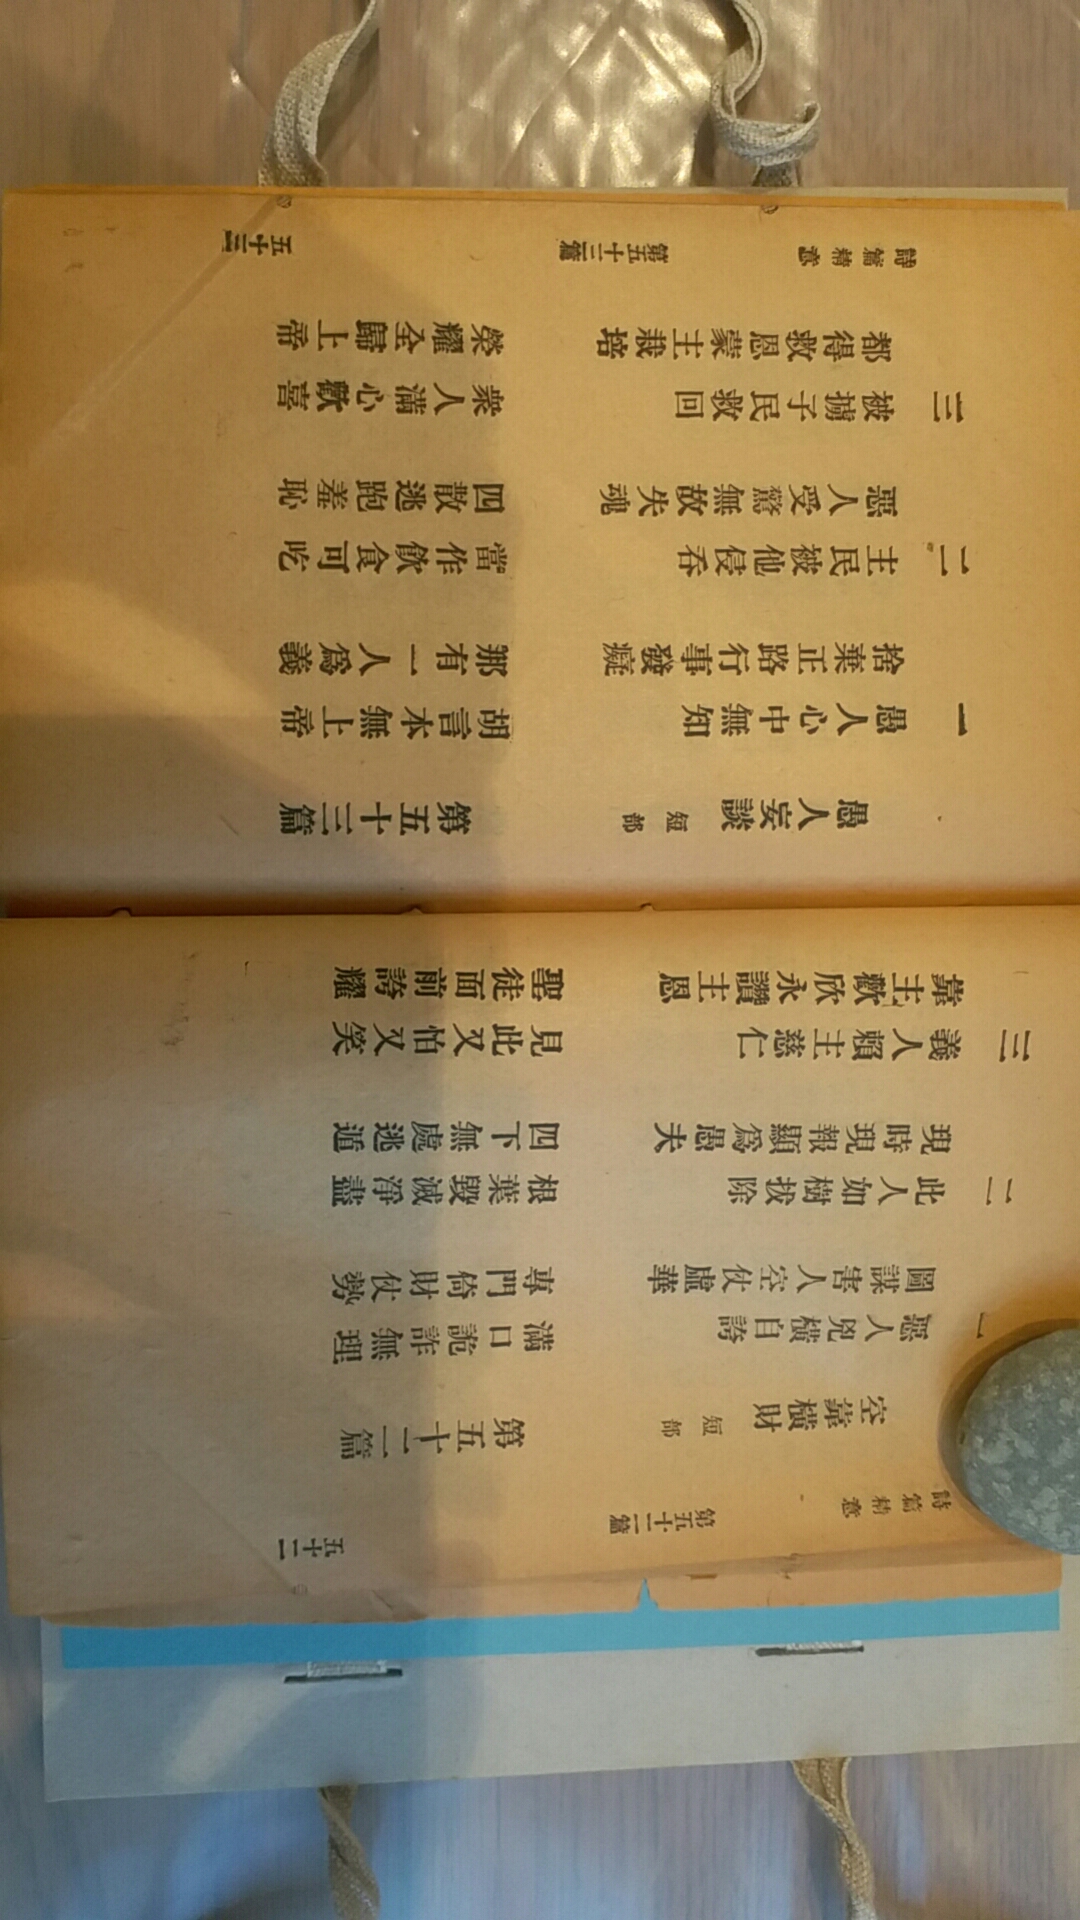 詩篇精意 第五十二篇 五十二
空靠橫財 短部 第五十二篇
一 惡人兇橫自誇 滿口詭詐無理
圖謀害人空仗虛華 專門倚財仗勢
二 此人如樹拔除 根葉毀滅淨盡
現時現報顯爲愚夫 四下無處逃遁
三 義人賴主慈仁 見此又怕又笑
靠主歡欣永讚主恩 聖徒面前誇耀
愚人妄談 短部 第五十三篇
一 愚人心中無知 胡言本無上帝
捨棄正路行事發癡 那有一人爲義
二 主民被他侵吞 當作飲食可吃
惡人受驚無故失魂 四散逃跑羞恥
三 被擄子民救回 衆人滿心歡喜
都得救恩蒙主栽培 榮耀全歸上帝
詩篇精意 第五十三篇 五十三